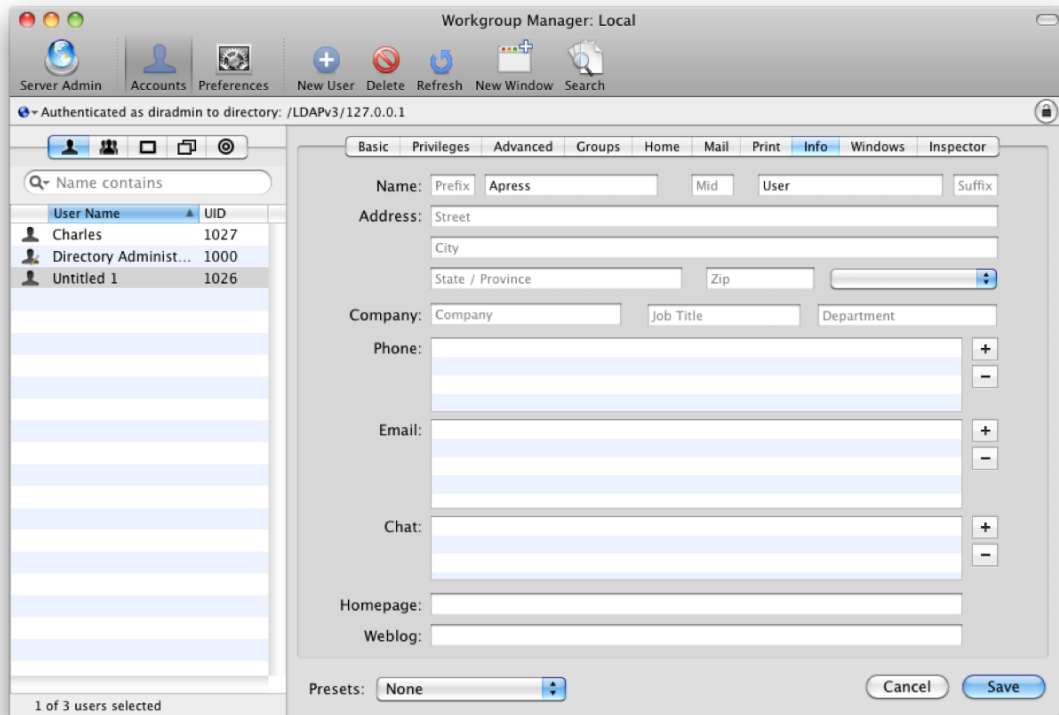 Workgroup Manager: Local
Server Admin Accounts Preferences New User Delete Refresh New Window Search
Authenticated as diradmin to directory: /LDAPv3/127.0.0.1
Basic Privileges Advanced Groups Home Mail Print Info Windows Inspector
Name contains
User Name UID
Charles 1027
Directory Administ... 1000
Untitled 1 1026
1 of 3 users selected
Name: Prefix Apress Mid User Suffix
Address: Street
City
State / Province Zip
Company: Company Job Title Department
Phone:
+
−
Email:
+
−
Chat:
+
−
Homepage:
Weblog:
Presets: None Cancel Save